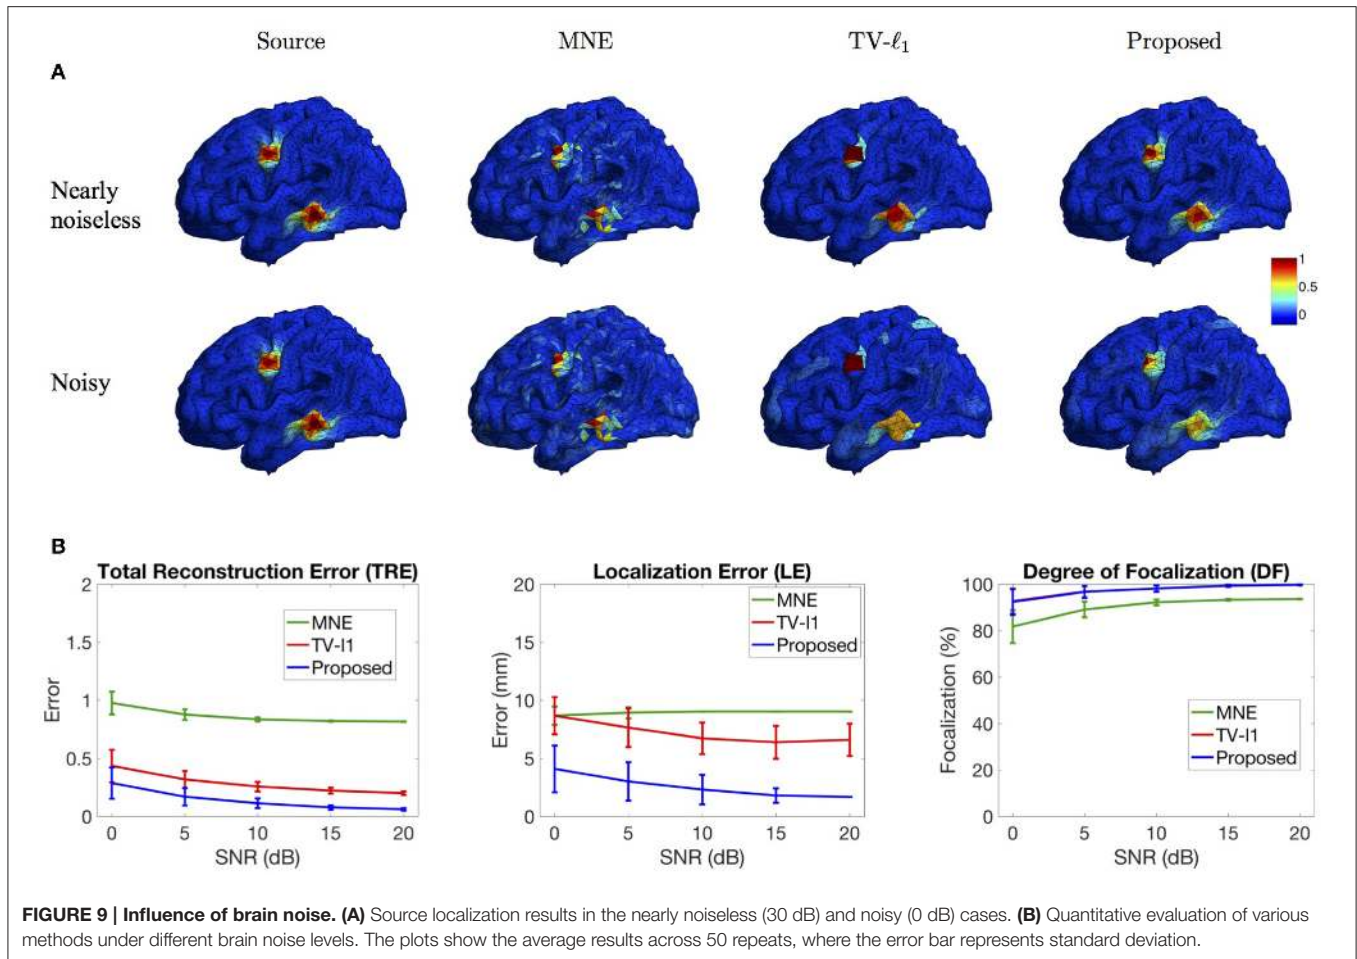 Source MNE TV-ℓ₁ Proposed
A
Nearly
noiseless
1
0.5
0
Noisy
B
Total Reconstruction Error (TRE)
2
1.5
1
0.5
0
Error
MNE
TV-l1
Proposed
0 5 10 15 20
SNR (dB)
Localization Error (LE)
20
15
10
5
0
Error (mm)
MNE
TV-l1
Proposed
0 5 10 15 20
SNR (dB)
Degree of Focalization (DF)
100
80
60
40
20
0
Focalization (%)
MNE
TV-l1
Proposed
0 5 10 15 20
SNR (dB)
FIGURE 9 | Influence of brain noise. (A) Source localization results in the nearly noiseless (30 dB) and noisy (0 dB) cases. (B) Quantitative evaluation of various
methods under different brain noise levels. The plots show the average results across 50 repeats, where the error bar represents standard deviation.